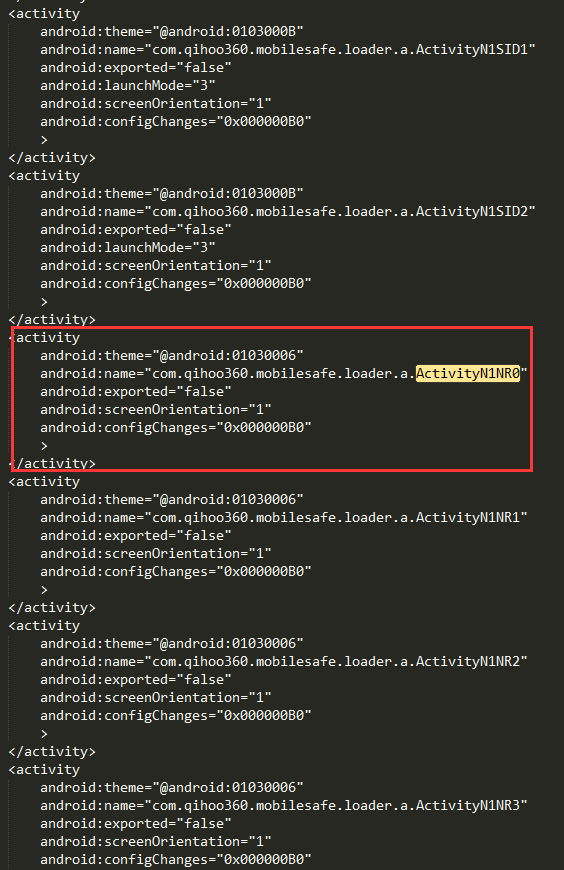 <activity
android:theme="@android:0103000B"
android:name="com.qihoo360.mobilesafe.loader.a.ActivityN1SID1"
android:exported="false"
android:launchMode="3"
android:screenOrientation="1"
android:configChanges="0x000000B0"
>
</activity>
<activity
android:theme="@android:0103000B"
android:name="com.qihoo360.mobilesafe.loader.a.ActivityN1SID2"
android:exported="false"
android:launchMode="3"
android:screenOrientation="1"
android:configChanges="0x000000B0"
>
</activity>
<activity
android:theme="@android:01030006"
android:name="com.qihoo360.mobilesafe.loader.a.ActivityN1NR0"
android:exported="false"
android:screenOrientation="1"
android:configChanges="0x000000B0"
>
</activity>
<activity
android:theme="@android:01030006"
android:name="com.qihoo360.mobilesafe.loader.a.ActivityN1NR1"
android:exported="false"
android:screenOrientation="1"
android:configChanges="0x000000B0"
>
</activity>
<activity
android:theme="@android:01030006"
android:name="com.qihoo360.mobilesafe.loader.a.ActivityN1NR2"
android:exported="false"
android:screenOrientation="1"
android:configChanges="0x000000B0"
>
</activity>
<activity
android:theme="@android:01030006"
android:name="com.qihoo360.mobilesafe.loader.a.ActivityN1NR3"
android:exported="false"
android:screenOrientation="1"
android:configChanges="0x000000B0"